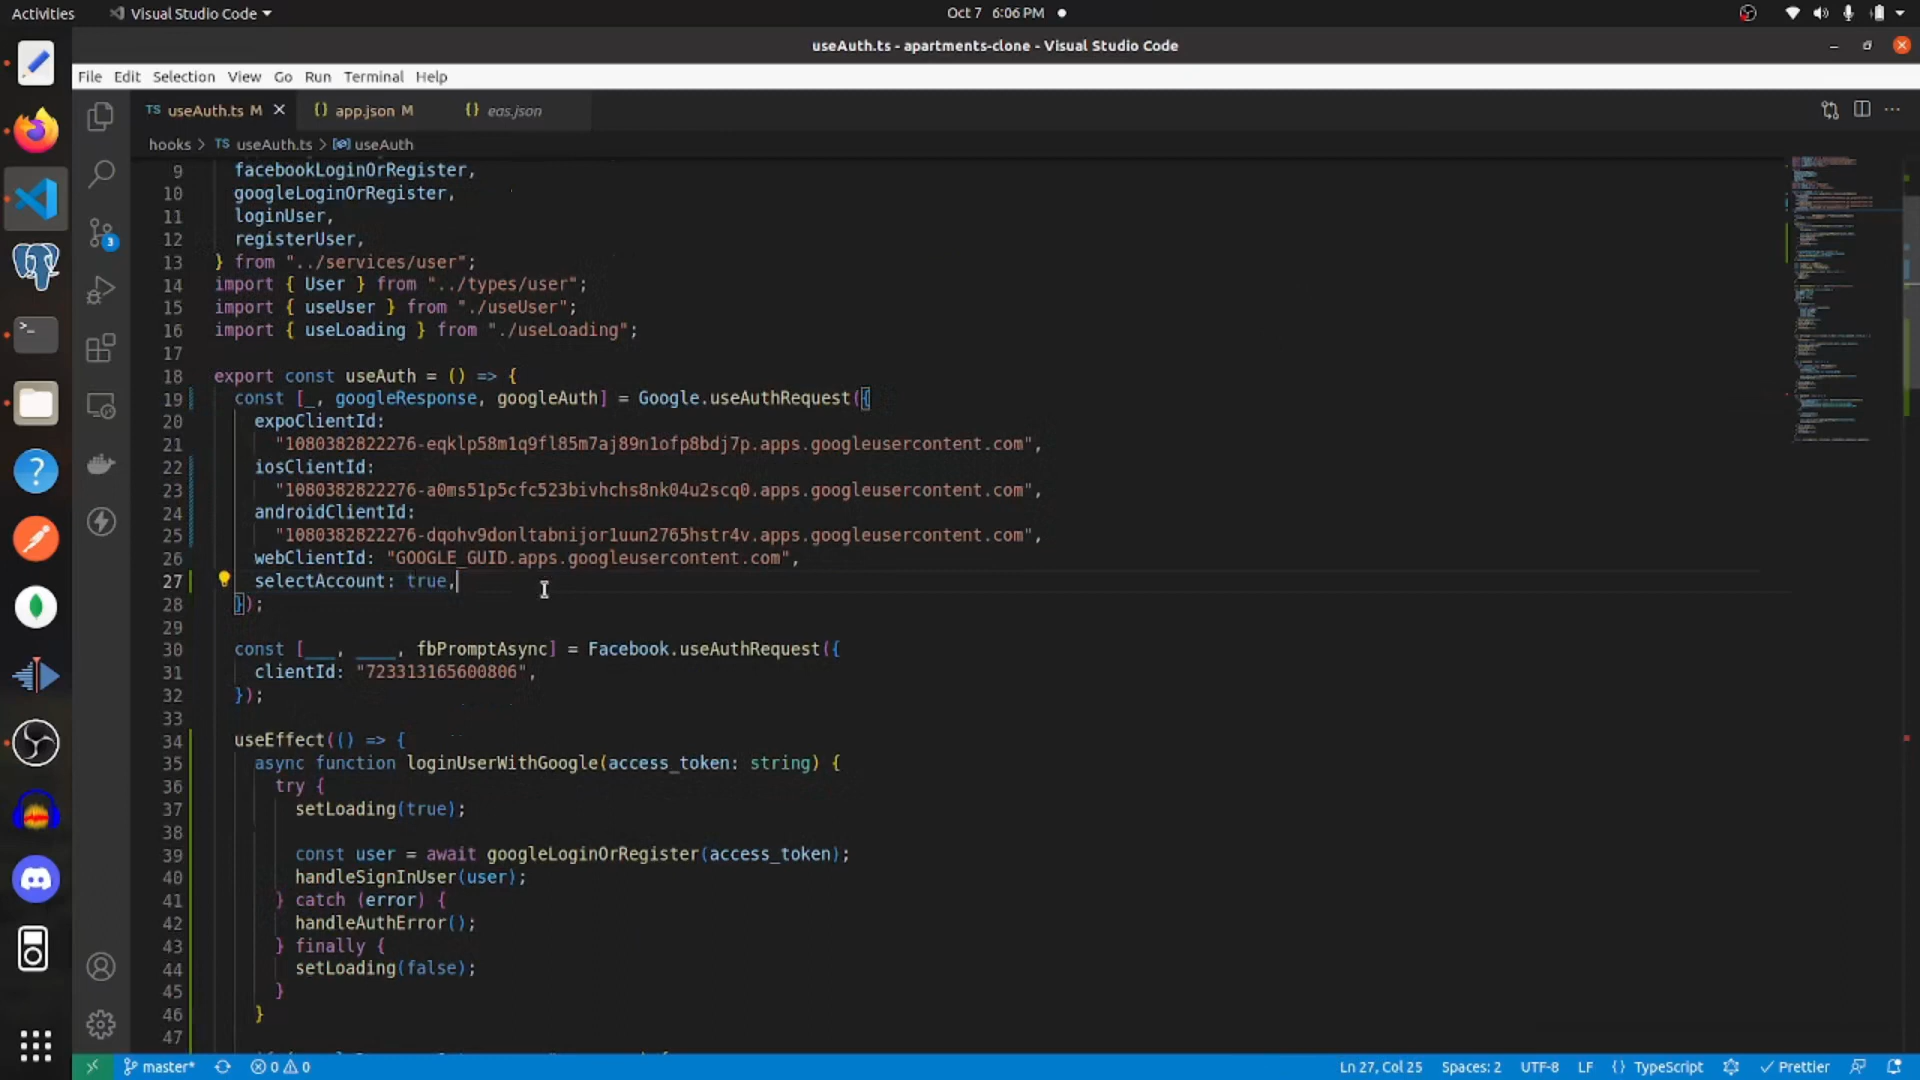 Activities
Visual Studio Code
Oct 7 6:06 PM
useAuth.ts - apartments-clone - Visual Studio Code
File Edit Selection View Go Run Terminal Help
TS useAuth.ts M
{} app.json M
{} eas.json
hooks > TS useAuth.ts > useAuth
9 facebookLoginOrRegister,
10 googleLoginOrRegister,
11 loginUser,
12 registerUser,
13 } from "../services/user";
14 import { User } from "../types/user";
15 import { useUser } from "./useUser";
16 import { useLoading } from "./useLoading";
17
18 export const useAuth = () => {
19 const [_, googleResponse, googleAuth] = Google.useAuthRequest({
20 expoClientId:
21 "1080382822276-eqklp58m1q9fl85m7aj89n1ofp8bdj7p.apps.googleusercontent.com",
22 iosClientId:
23 "1080382822276-a0ms51p5cfc523bivhchs8nk04u2scq0.apps.googleusercontent.com",
24 androidClientId:
25 "1080382822276-dqohv9donltabnijor1uun2765hstr4v.apps.googleusercontent.com",
26 webClientId: "GOOGLE_GUID.apps.googleusercontent.com",
27 selectAccount: true,
28 });
29
30 const [___, ____, fbPromptAsync] = Facebook.useAuthRequest({
31 clientId: "723313165600806",
32 });
33
34 useEffect(() => {
35 async function loginUserWithGoogle(access_token: string) {
36 try {
37 setLoading(true);
38
39 const user = await googleLoginOrRegister(access_token);
40 handleSignInUser(user);
41 } catch (error) {
42 handleAuthError();
43 } finally {
44 setLoading(false);
45 }
46 }
47
3
master*
0 0
Ln 27, Col 25
Spaces: 2
UTF-8
LF
{} TypeScript
Prettier